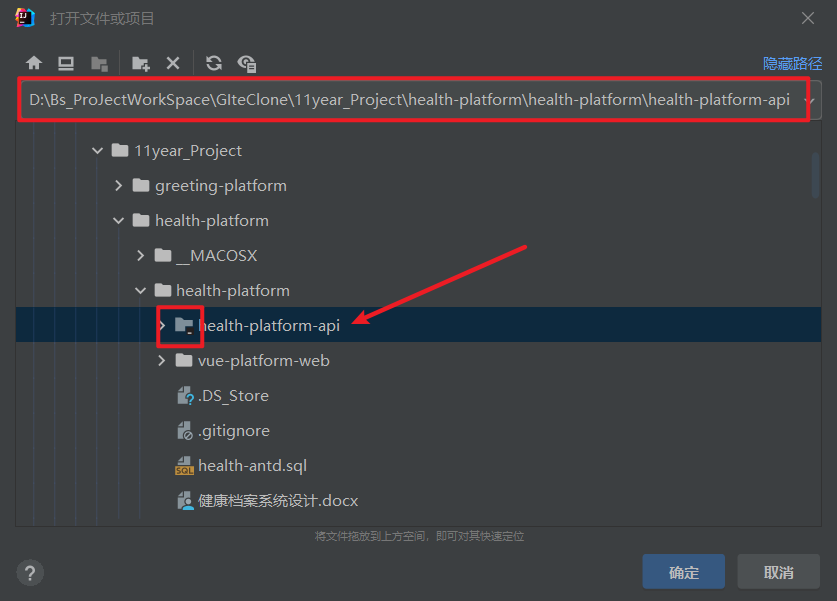 打开文件或项目
隐藏路径
D:\Bs_ProJectWorkSpace\GIteClone\11year_Project\health-platform\health-platform\health-platform-api
11year_Project
greeting-platform
health-platform
__MACOSX
health-platform
health-platform-api
vue-platform-web
.DS_Store
.gitignore
health-antd.sql
健康档案系统设计.docx
将文件拖放到上方空间，即可对其快速定位
?
确定
取消